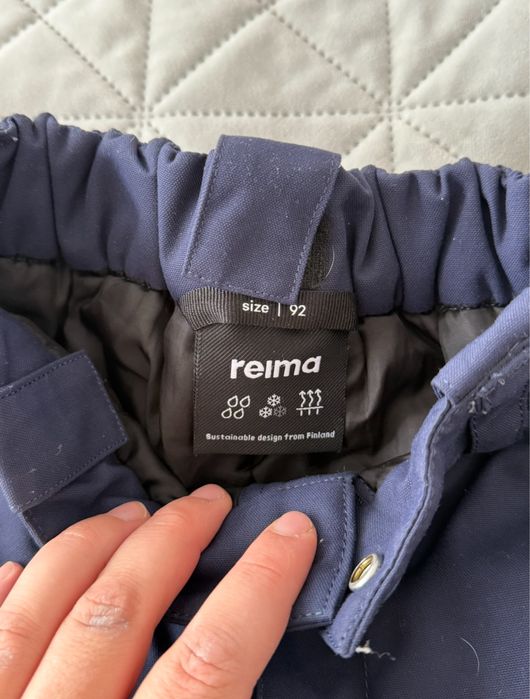 size | 92
reima
Sustainable design from Finland